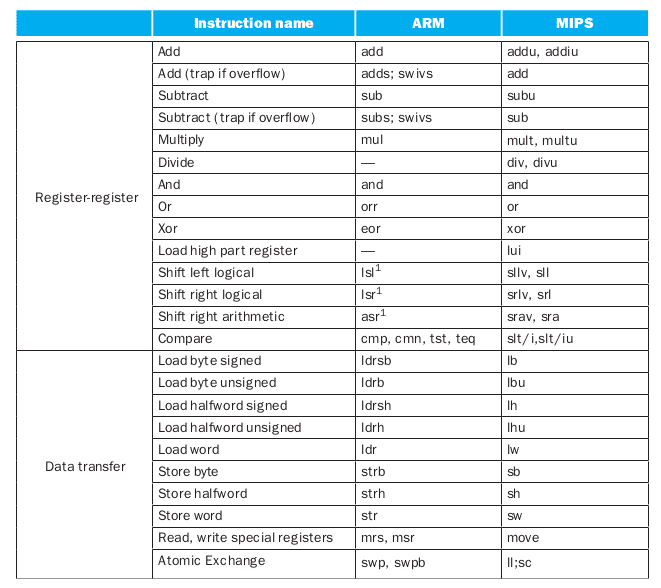 Instruction name ARM MIPS
Add add addu, addiu
Add (trap if overflow) adds; swivs add
Subtract sub subu
Subtract (trap if overflow) subs; swivs sub
Multiply mul mult, multu
Divide — div, divu
And and and
Or orr or
Register-register
Xor eor xor
Load high part register — lui
Shift left logical lsl1 sllv, sll
Shift right logical lsr1 srlv, srl
Shift right arithmetic asr1 srav, sra
Compare cmp, cmn, tst, teq slt/i,slt/iu
Load byte signed ldrsb lb
Load byte unsigned ldrb lbu
Load halfword signed ldrsh lh
Load halfword unsigned ldrh lhu
Load word ldr lw
Data transfer
Store byte strb sb
Store halfword strh sh
Store word str sw
Read, write special registers mrs, msr move
Atomic Exchange swp, swpb ll;sc